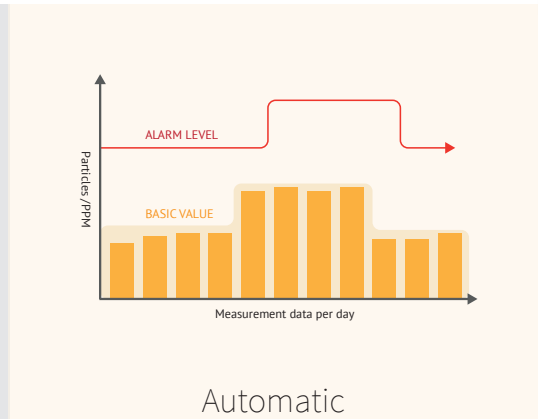 ALARM LEVEL
Particles /PPM
BASIC VALUE
Measurement data per day
Automatic